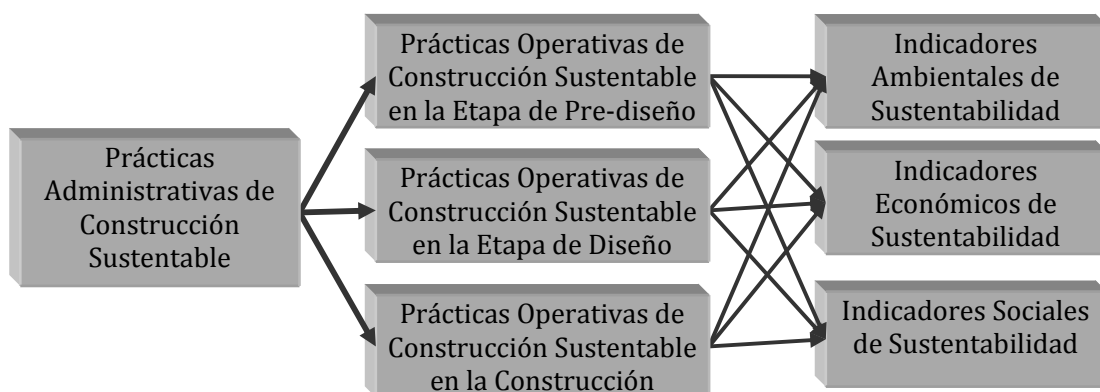 Prácticas
Administrativas de
Construcción
Sustentable
Prácticas Operativas de
Construcción Sustentable
en la Etapa de Pre-diseño
Prácticas Operativas de
Construcción Sustentable
en la Etapa de Diseño
Prácticas Operativas de
Construcción Sustentable
en la Construcción
Indicadores
Ambientales de
Sustentabilidad
Indicadores
Económicos de
Sustentabilidad
Indicadores Sociales
de Sustentabilidad